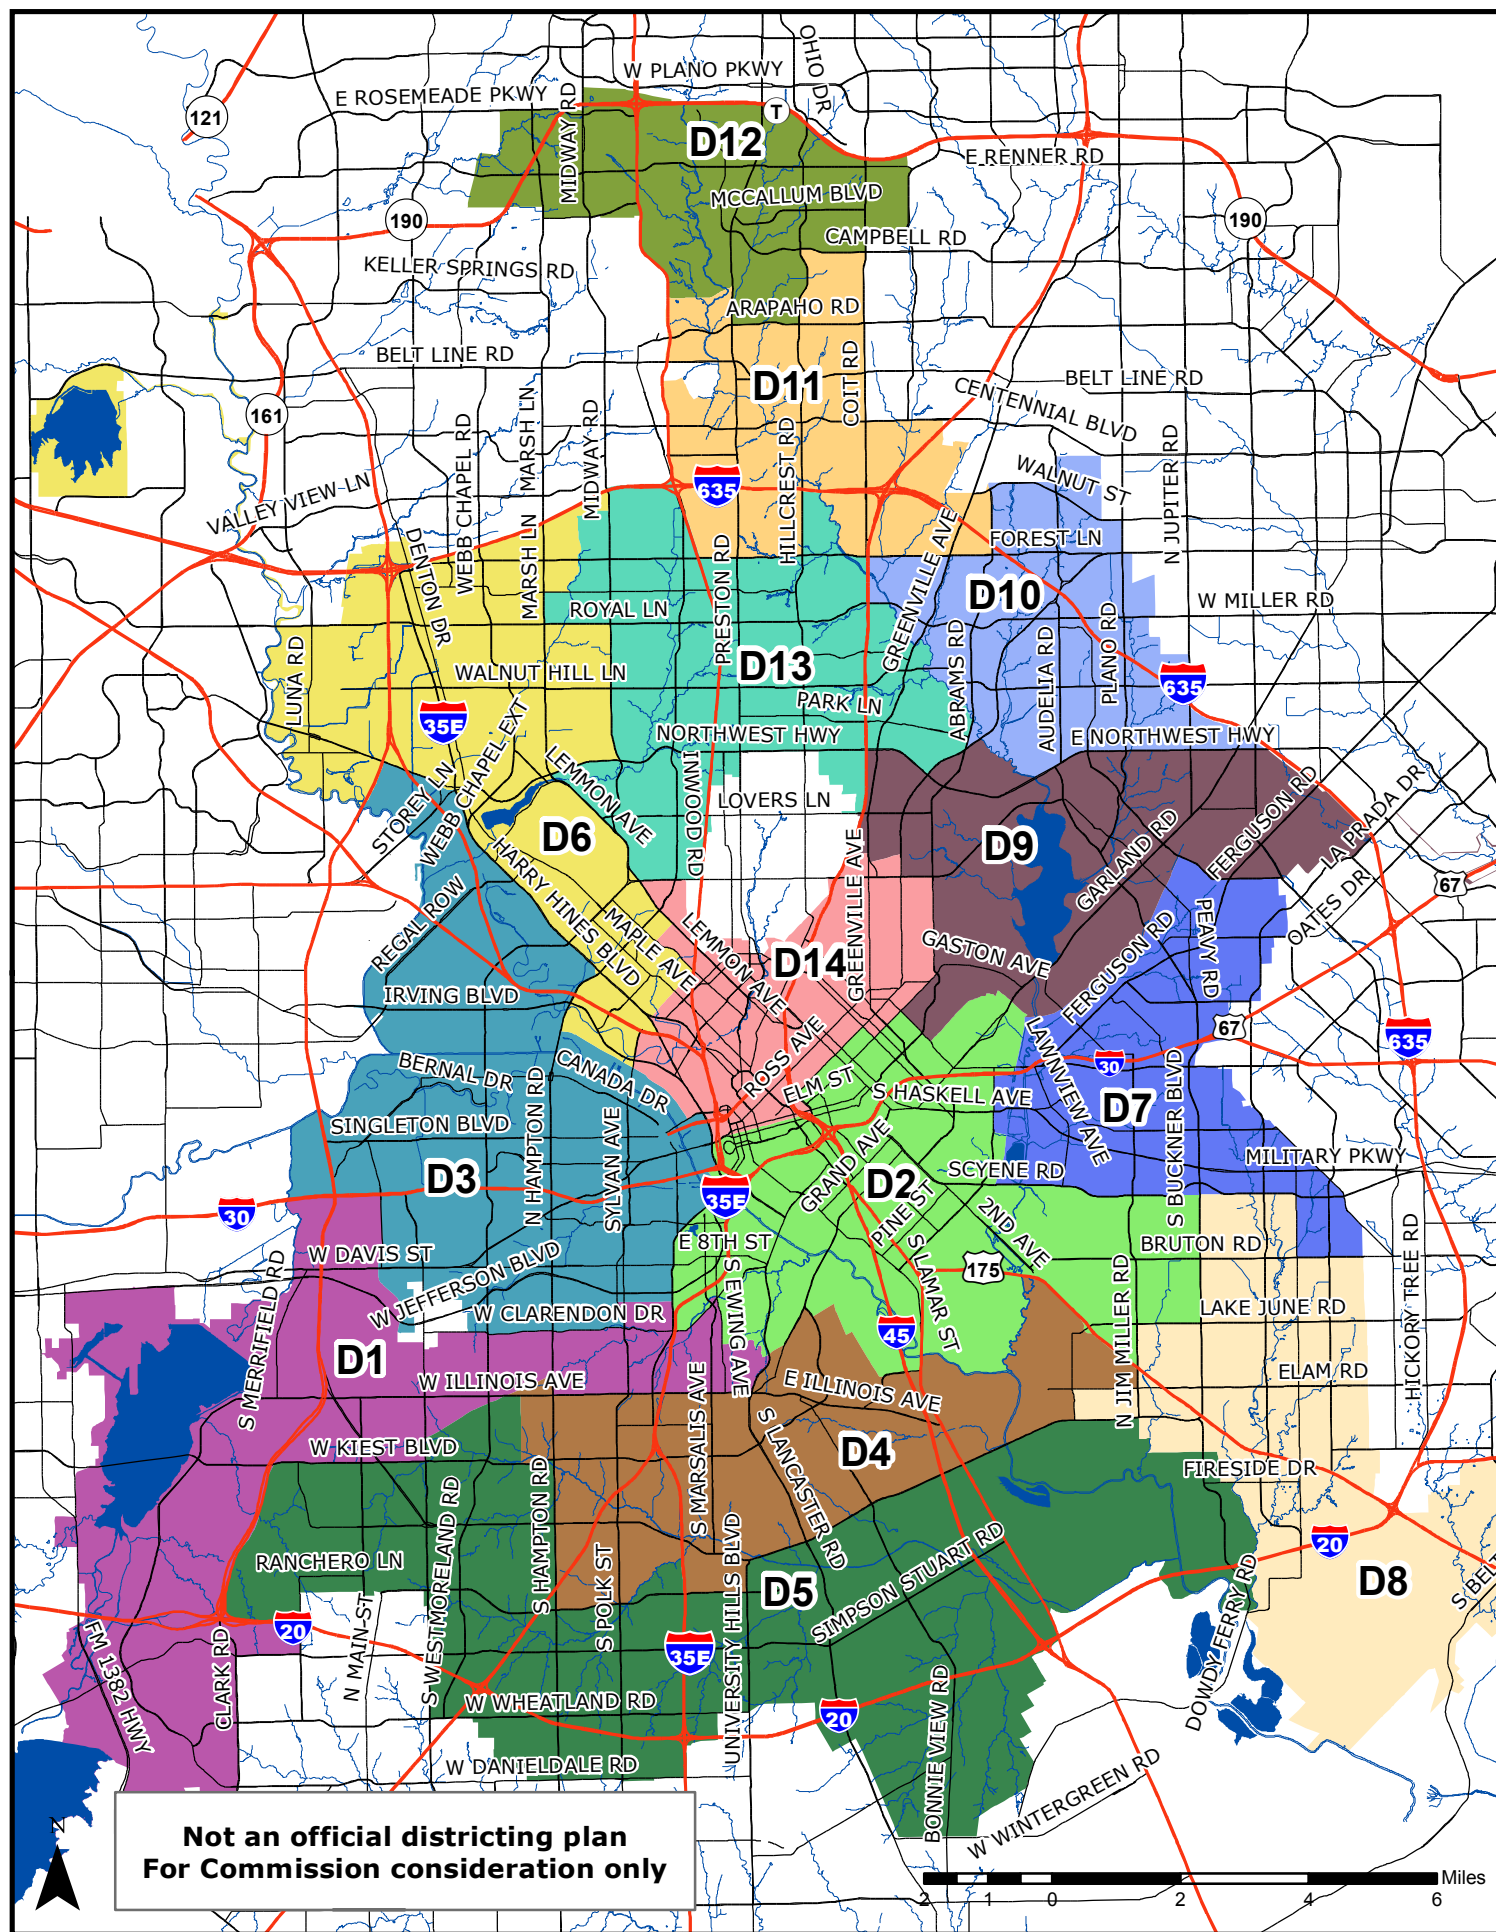 W PLANO PKWY
OHIO DR
E ROSEMEADE PKWY
MIDWAY RD
121
T
D12
E RENNER RD
MCCALLUM BLVD
190
190
CAMPBELL RD
KELLER SPRINGS RD
ARAPAHO RD
BELT LINE RD
COIT RD
BELT LINE RD
D11
CENTENNIAL BLVD
161
WEBB CHAPEL RD
MARSH LN
MIDWAY RD
HILLCREST RD
N JUPITER RD
WALNUT ST
635
VALLEY VIEW LN
MARSH LN
DENTON DR
PRESTON RD
GREENVILLE AVE
FOREST LN
D10
ROYAL LN
W MILLER RD
LUNA RD
WALNUT HILL LN
D13
ABRAMS RD
AUDELIA RD
PLANO RD
635
35E
PARK LN
NORTHWEST HWY
E NORTHWEST HWY
STOREY LN
WEBB CHAPEL EXT
LEMMON AVE
INWOOD RD
LOVERS LN
D6
D9
GARLAND RD
FERGUSON RD
LA PRADA DR
67
HARRY HINES BLVD
GREENVILLE AVE
OATES DR
REGAL ROW
MAPLE AVE
LEMMON AVE
D14
GASTON AVE
FERGUSON RD
PEAVY RD
IRVING BLVD
67
635
BERNAL DR
CANADA DR
ROSS AVE
ELM ST
LAWNVIEW AVE
30
N HAMPTON RD
S HASKELL AVE
D7
S BUCKNER BLVD
SINGLETON BLVD
SYLVAN AVE
GRAND AVE
MILITARY PKWY
D3
D2
SCYENE RD
35E
30
PINE ST
2ND AVE
E 8TH ST
W DAVIS ST
BRUTON RD
S MERRIFIELD RD
W JEFFERSON BLVD
S EWING AVE
S LAMAR ST
175
N JIM MILLER RD
HICKORY TREE RD
W CLARENDON DR
LAKE JUNE RD
45
D1
W ILLINOIS AVE
S MARSALIS AVE
E ILLINOIS AVE
ELAM RD
W KIEST BLVD
S LANCASTER RD
D4
FIRESIDE DR
S WESTMORELAND RD
S HAMPTON RD
20
RANCHERO LN
S POLK ST
UNIVERSITY HILLS BLVD
D5
SIMPSON STUART RD
D8
S BELT
N MAIN ST
20
35E
DOWDY FERRY RD
FM 1382 HWY
CLARK RD
W WHEATLAND RD
20
BONNIE VIEW RD
W DANIELDALE RD
W WINTERGREEN RD
N
Not an official districting plan
For Commission consideration only
Miles
2 1 0 2 4 6